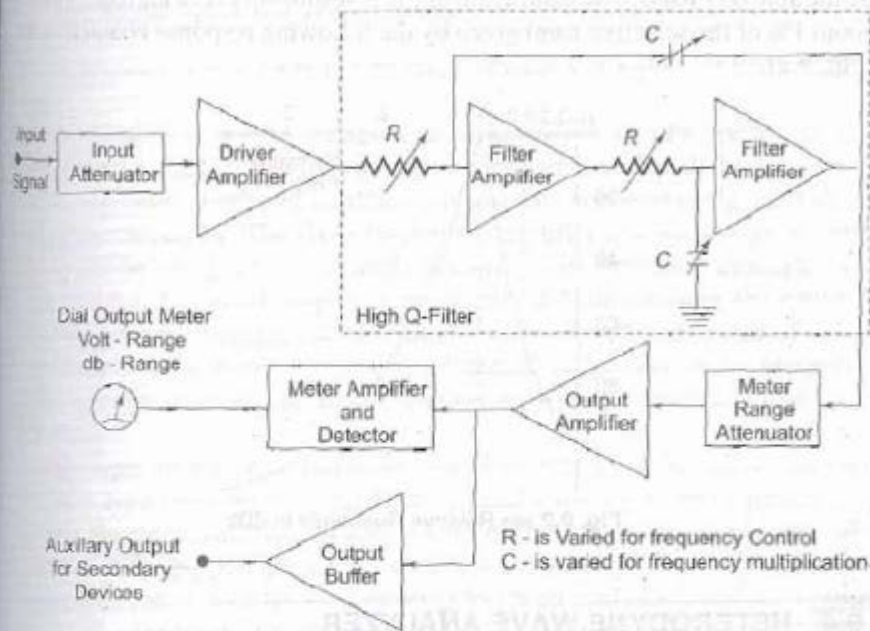 C
Input
Signal
Input
Attenuator
Driver
Amplifier
R
Filter
Amplifier
R
Filter
Amplifier
C
High Q-Filter
Dial Output Meter
Volt - Range
db - Range
Meter Amplifier
and
Detector
Output
Amplifier
Meter
Range
Attenuator
Auxillary Output
for Secondary
Devices
Output
Buffer
R - is Varied for frequency Control
C - is varied for frequency multiplication